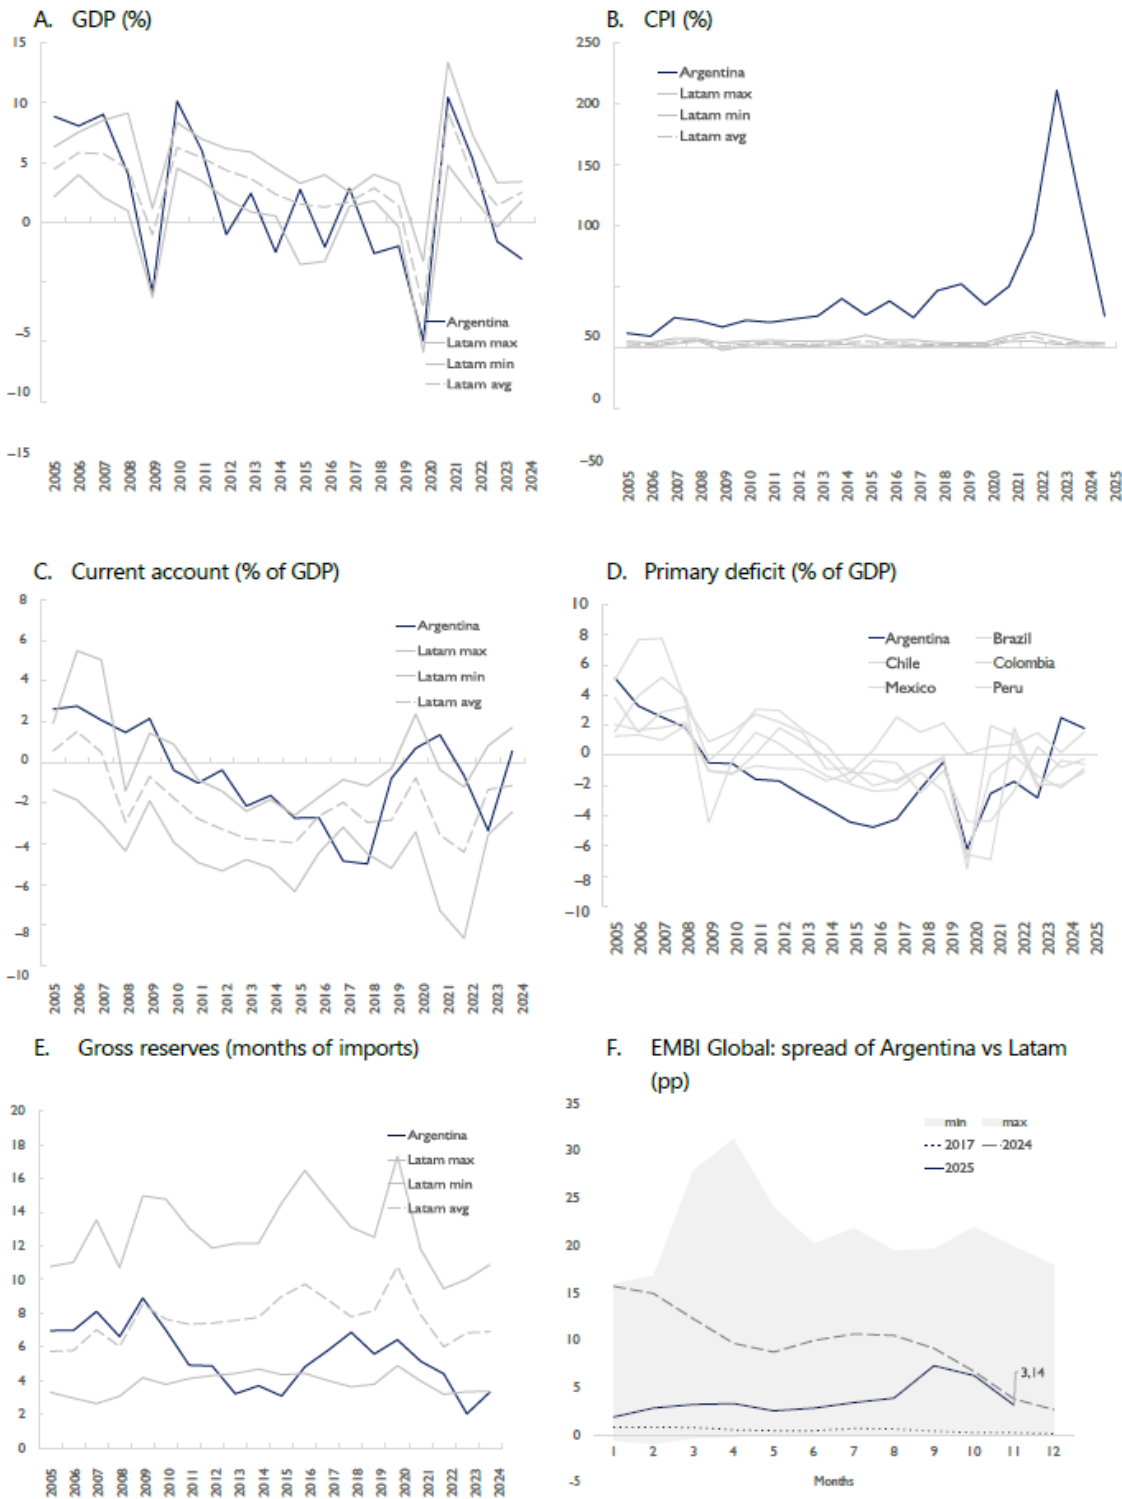 A. GDP (%)
15
10
5
0
−5
−10
−15
Argentina
Latam max
Latam min
Latam avg
2005 2006 2007 2008 2009 2010 2011 2012 2013 2014 2015 2016 2017 2018 2019 2020 2021 2022 2023 2024
B. CPI (%)
250
200
150
100
50
0
−50
Argentina
Latam max
Latam min
Latam avg
2005 2006 2007 2008 2009 2010 2011 2012 2013 2014 2015 2016 2017 2018 2019 2020 2021 2022 2023 2024 2025
C. Current account (% of GDP)
8
6
4
2
0
−2
−4
−6
−8
−10
Argentina
Latam max
Latam min
Latam avg
2005 2006 2007 2008 2009 2010 2011 2012 2013 2014 2015 2016 2017 2018 2019 2020 2021 2022 2023 2024
D. Primary deficit (% of GDP)
10
8
6
4
2
0
−2
−4
−6
−8
−10
Argentina Brazil
Chile Colombia
Mexico Peru
2005 2006 2007 2008 2009 2010 2011 2012 2013 2014 2015 2016 2017 2018 2019 2020 2021 2022 2023 2024 2025
E. Gross reserves (months of imports)
20
18
16
14
12
10
8
6
4
2
0
Argentina
Latam max
Latam min
Latam avg
2005 2006 2007 2008 2009 2010 2011 2012 2013 2014 2015 2016 2017 2018 2019 2020 2021 2022 2023 2024
F. EMBI Global: spread of Argentina vs Latam
(pp)
35
30
25
20
15
10
5
0
-5
min max
2017 2024
2025
3,14
1 2 3 4 5 6 7 8 9 10 11 12
Months